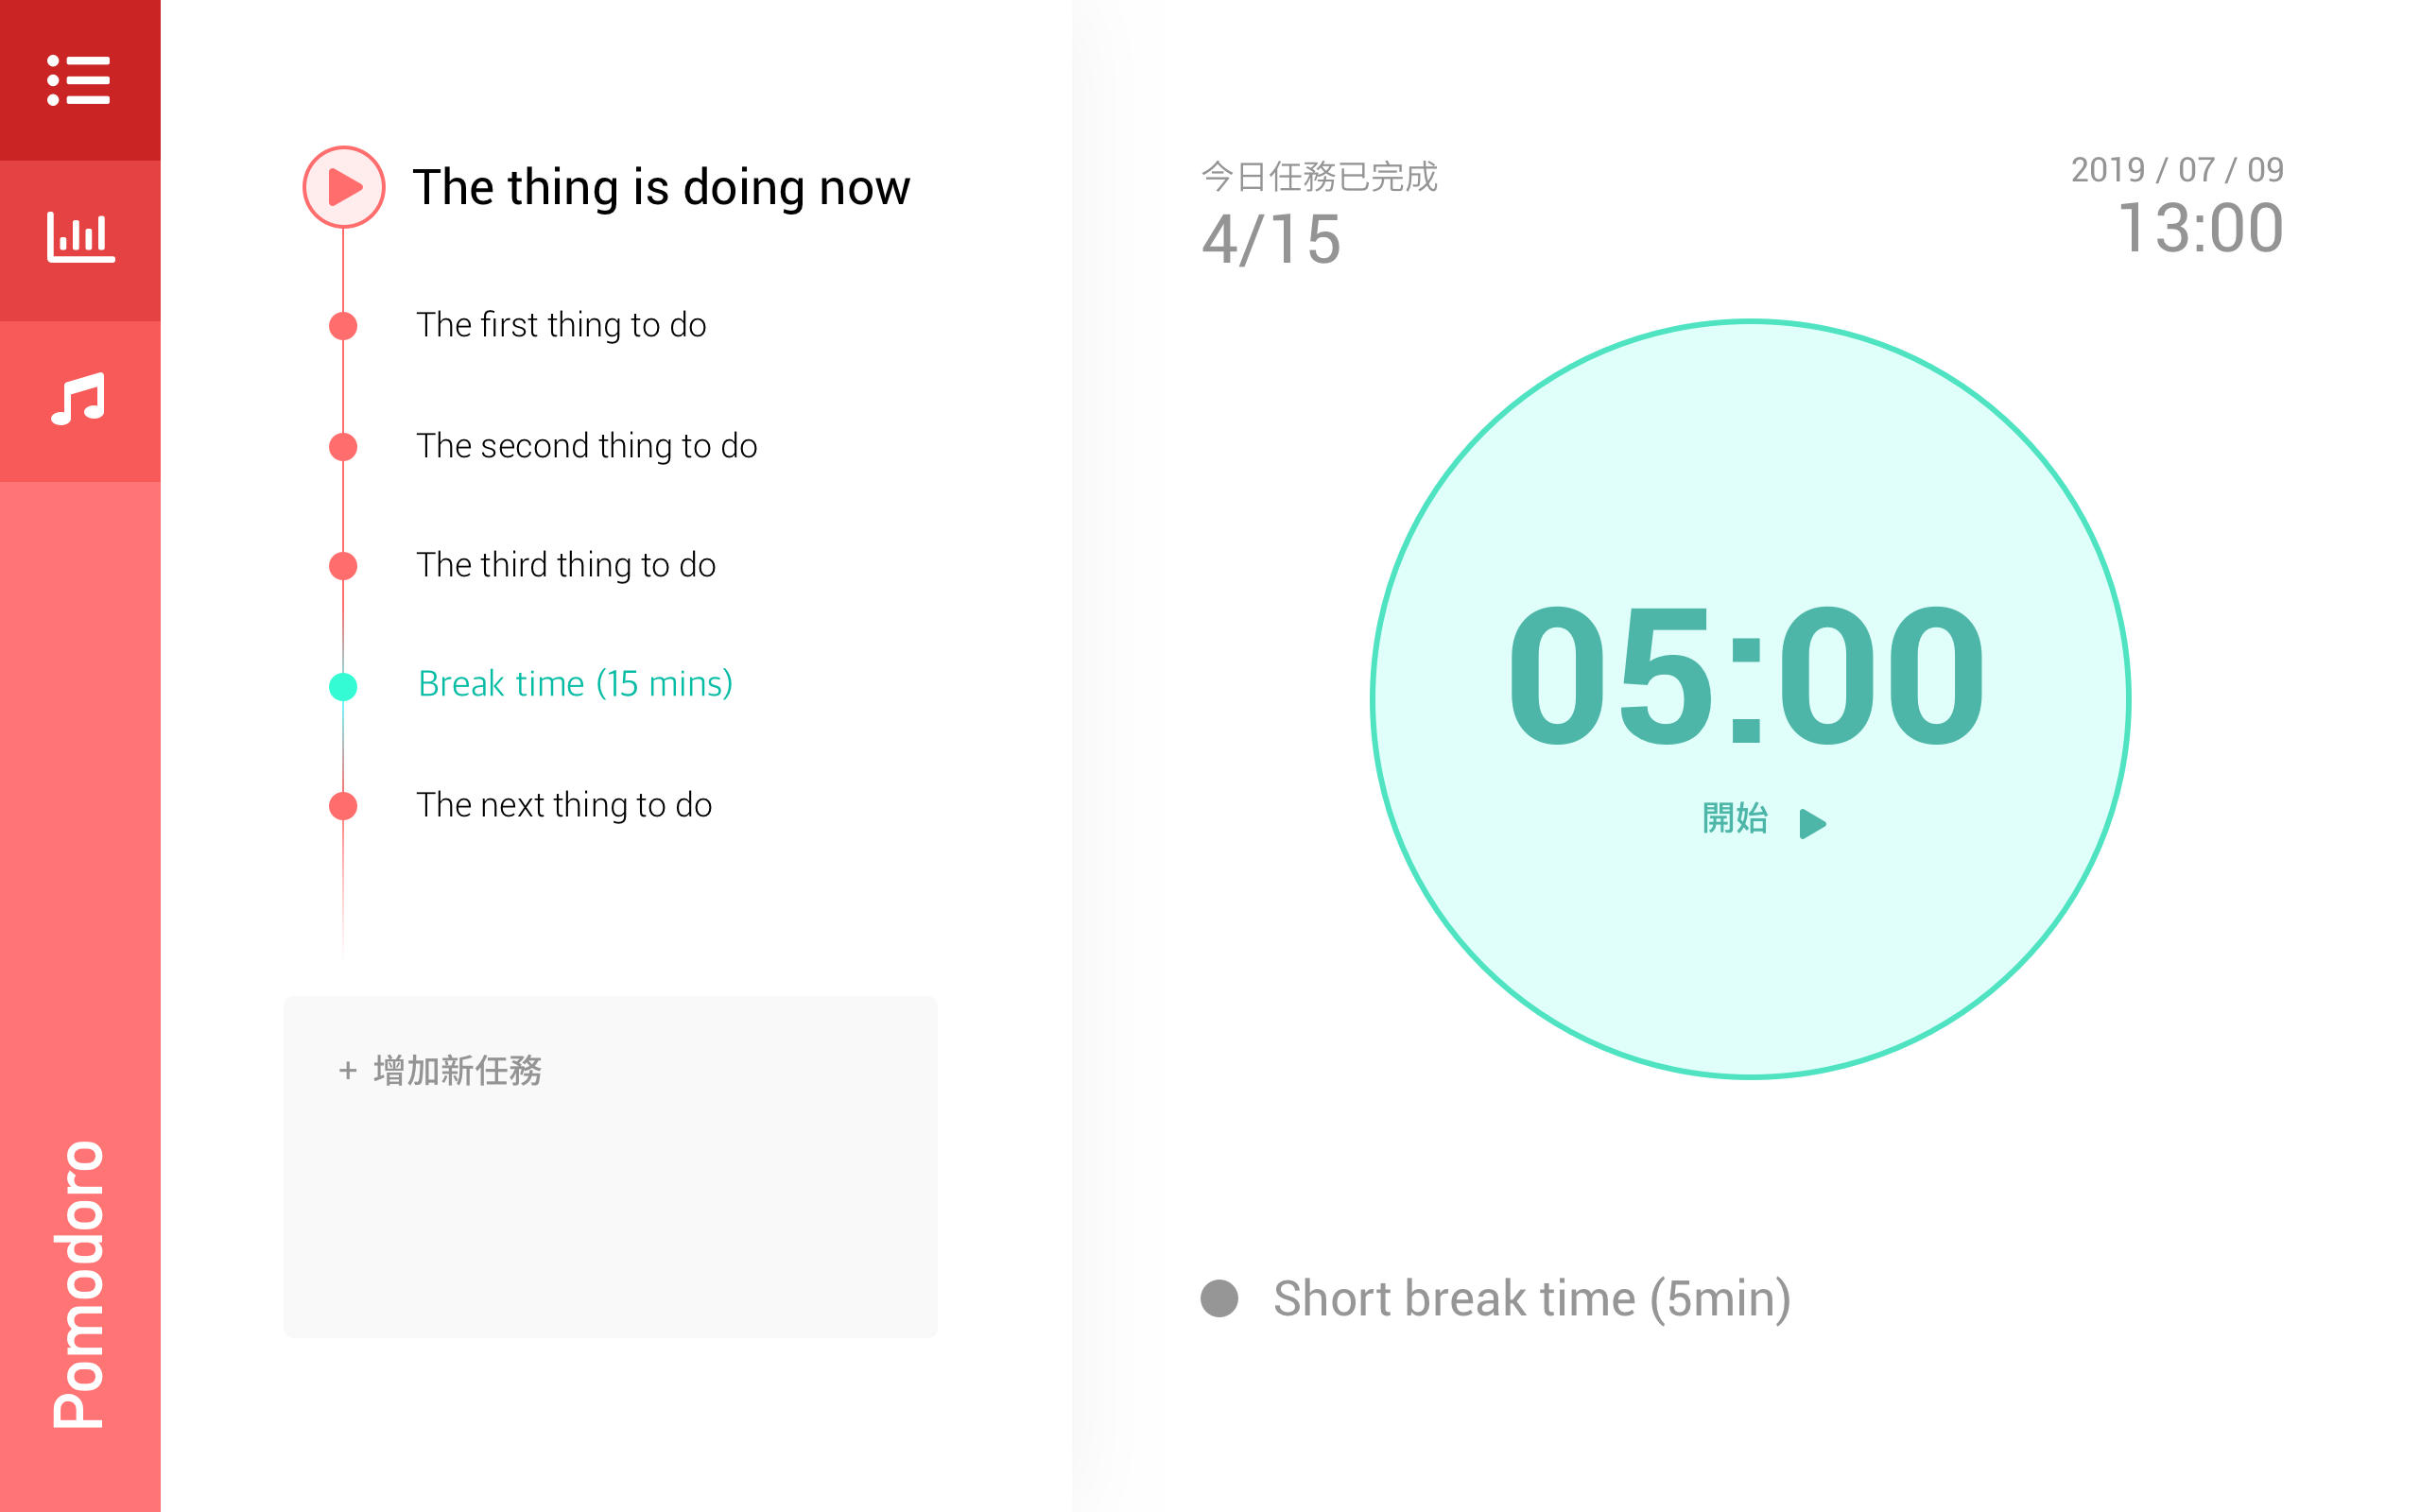 The thing is doing now
The first thing to do
The second thing to do
The third thing to do
Break time (15 mins)
The next thing to do
+ 增加新任務
Pomodoro
今日任務已完成
4/15
2019 / 07 / 09
13:00
05:00
開始
Short break time (5min)